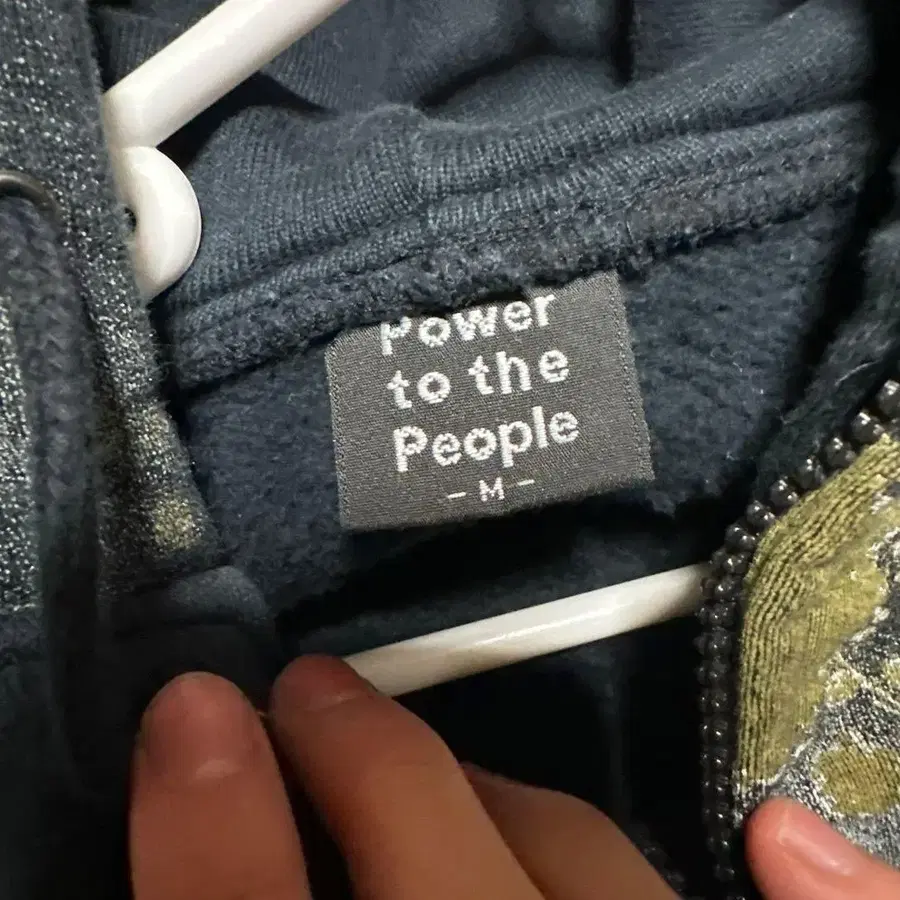 Power
to the
People
- M -